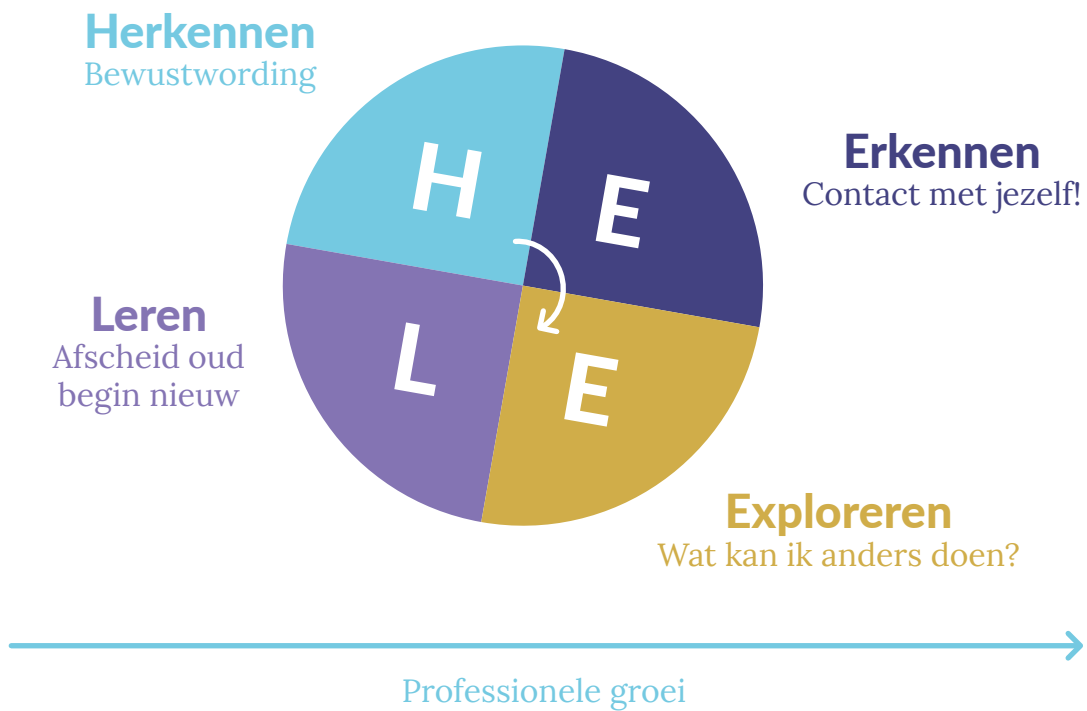 Herkennen
Bewustwording
H
E
Erkennen
Contact met jezelf!
Leren
Afscheid oud
begin nieuw
L
E
Exploreren
Wat kan ik anders doen?
Professionele groei